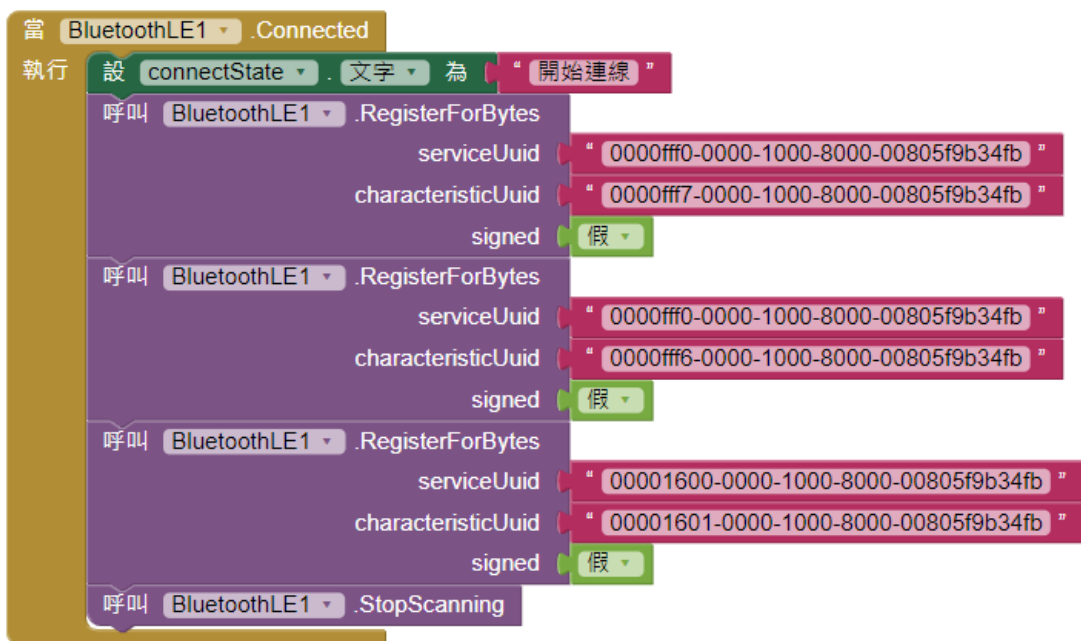 當 BluetoothLE1 .Connected
執行 設 connectState . 文字 為 “ 開始連線 ”
呼叫 BluetoothLE1 .RegisterForBytes
serviceUuid “ 0000fff0-0000-1000-8000-00805f9b34fb ”
characteristicUuid “ 0000fff7-0000-1000-8000-00805f9b34fb ”
signed 假
呼叫 BluetoothLE1 .RegisterForBytes
serviceUuid “ 0000fff0-0000-1000-8000-00805f9b34fb ”
characteristicUuid “ 0000fff6-0000-1000-8000-00805f9b34fb ”
signed 假
呼叫 BluetoothLE1 .RegisterForBytes
serviceUuid “ 00001600-0000-1000-8000-00805f9b34fb ”
characteristicUuid “ 00001601-0000-1000-8000-00805f9b34fb ”
signed 假
呼叫 BluetoothLE1 .StopScanning